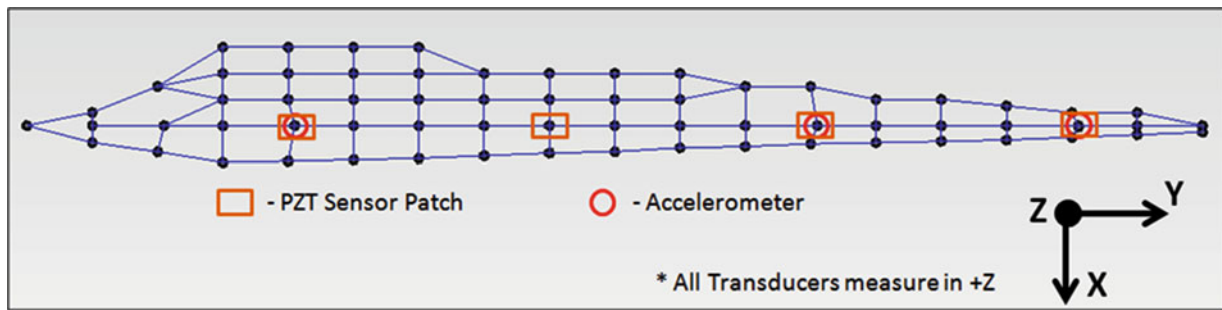 - PZT Sensor Patch
- Accelerometer
* All Transducers measure in +Z
Z
Y
X